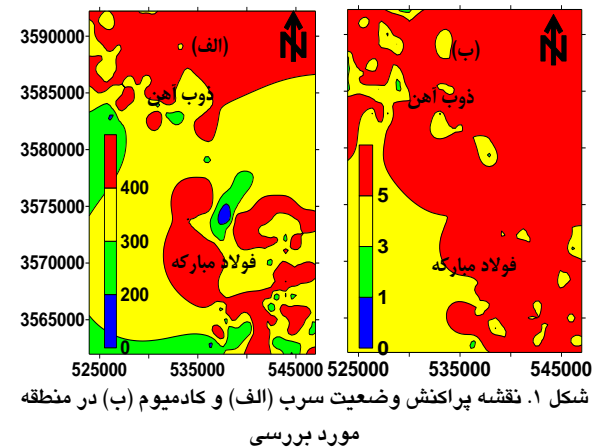 3590000
3585000
3580000
3575000
3570000
3565000
(الف)
N
ذوب آهن
فولاد مبارکه
400
300
200
0
525000 535000 545000
(ب)
N
ذوب آهن
فولاد مبارکه
5
3
1
0
525000 535000 545000
شکل ۱. نقشه پراکنش وضعیت سرب (الف) و کادمیوم (ب) در منطقه
مورد بررسی